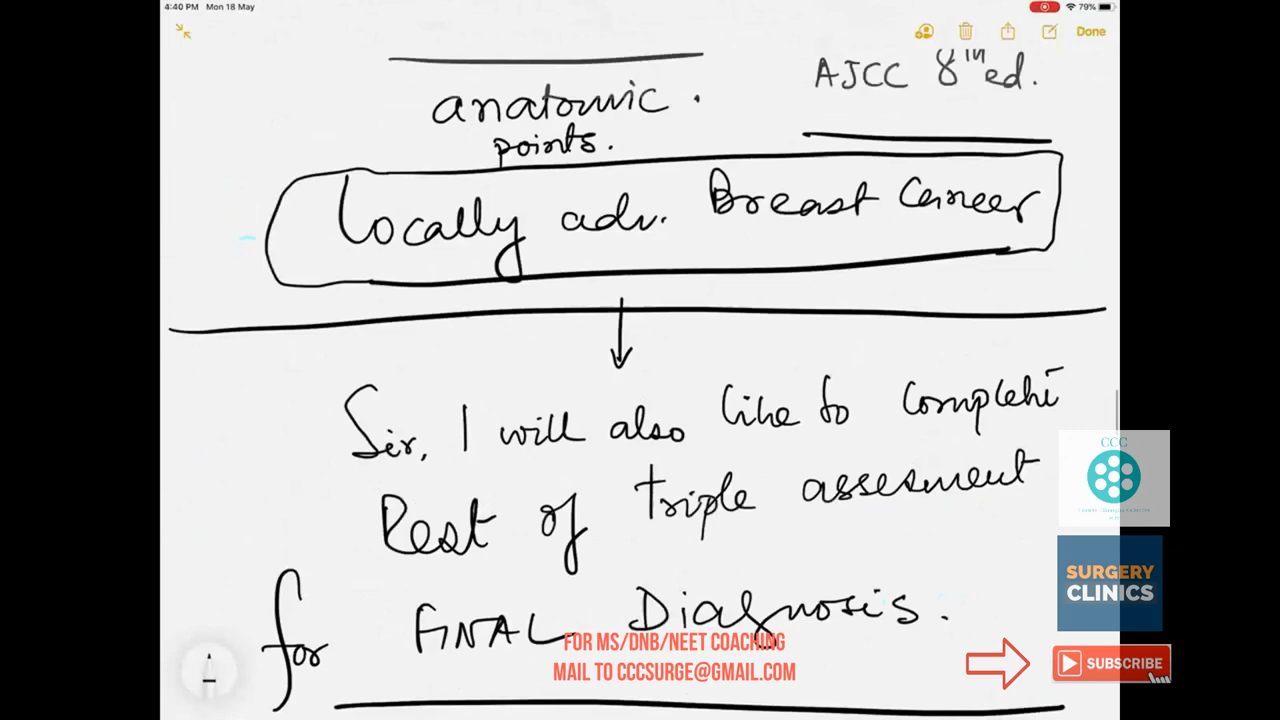 4:40 PM Mon 18 May
79%
Done
AJCC 8th ed.
anatomic.
points.
Locally adv. Breast Cancer
Sir, I will also like to complete
Rest of triple assesment
for FINAL Diagnosis.
CCC
SURGERY
CLINICS
FOR MS/DNB/NEET COACHING
MAIL TO CCCSURGE@GMAIL.COM
SUBSCRIBE